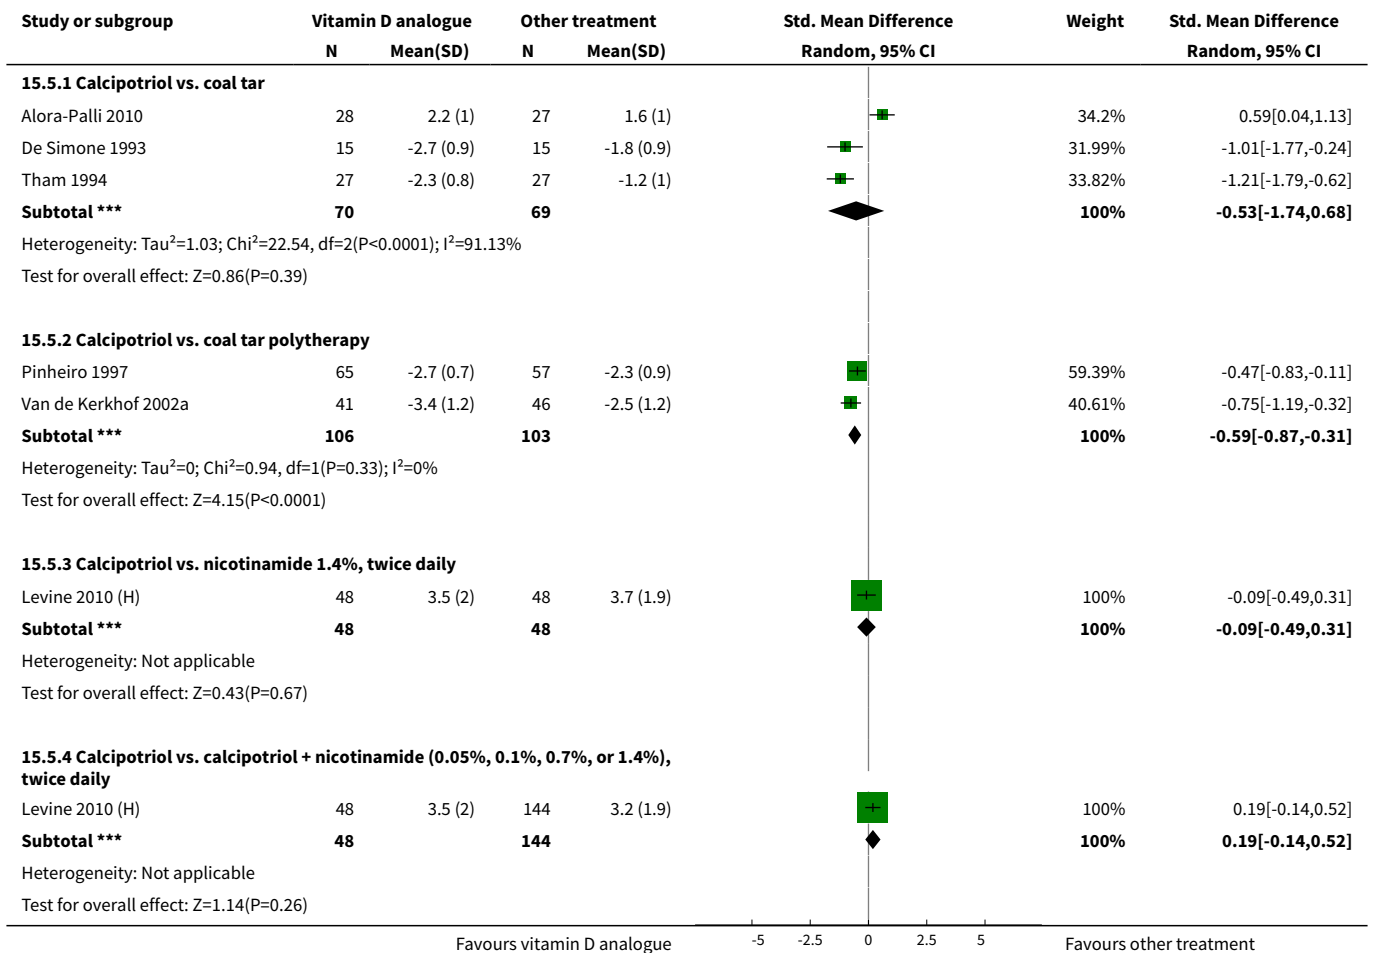 Study or subgroup Vitamin D analogue Other treatment Std. Mean Difference Weight Std. Mean Difference
N Mean(SD) N Mean(SD) Random, 95% CI Random, 95% CI
15.5.1 Calcipotriol vs. coal tar
Alora-Palli 2010 28 2.2 (1) 27 1.6 (1) 34.2% 0.59[0.04,1.13]
De Simone 1993 15 -2.7 (0.9) 15 -1.8 (0.9) 31.99% -1.01[-1.77,-0.24]
Tham 1994 27 -2.3 (0.8) 27 -1.2 (1) 33.82% -1.21[-1.79,-0.62]
Subtotal *** 70 69 100% -0.53[-1.74,0.68]
Heterogeneity: Tau²=1.03; Chi²=22.54, df=2(P<0.0001); I²=91.13%
Test for overall effect: Z=0.86(P=0.39)
15.5.2 Calcipotriol vs. coal tar polytherapy
Pinheiro 1997 65 -2.7 (0.7) 57 -2.3 (0.9) 59.39% -0.47[-0.83,-0.11]
Van de Kerkhof 2002a 41 -3.4 (1.2) 46 -2.5 (1.2) 40.61% -0.75[-1.19,-0.32]
Subtotal *** 106 103 100% -0.59[-0.87,-0.31]
Heterogeneity: Tau²=0; Chi²=0.94, df=1(P=0.33); I²=0%
Test for overall effect: Z=4.15(P<0.0001)
15.5.3 Calcipotriol vs. nicotinamide 1.4%, twice daily
Levine 2010 (H) 48 3.5 (2) 48 3.7 (1.9) 100% -0.09[-0.49,0.31]
Subtotal *** 48 48 100% -0.09[-0.49,0.31]
Heterogeneity: Not applicable
Test for overall effect: Z=0.43(P=0.67)
15.5.4 Calcipotriol vs. calcipotriol + nicotinamide (0.05%, 0.1%, 0.7%, or 1.4%),
twice daily
Levine 2010 (H) 48 3.5 (2) 144 3.2 (1.9) 100% 0.19[-0.14,0.52]
Subtotal *** 48 144 100% 0.19[-0.14,0.52]
Heterogeneity: Not applicable
Test for overall effect: Z=1.14(P=0.26)
Favours vitamin D analogue -5 -2.5 0 2.5 5 Favours other treatment